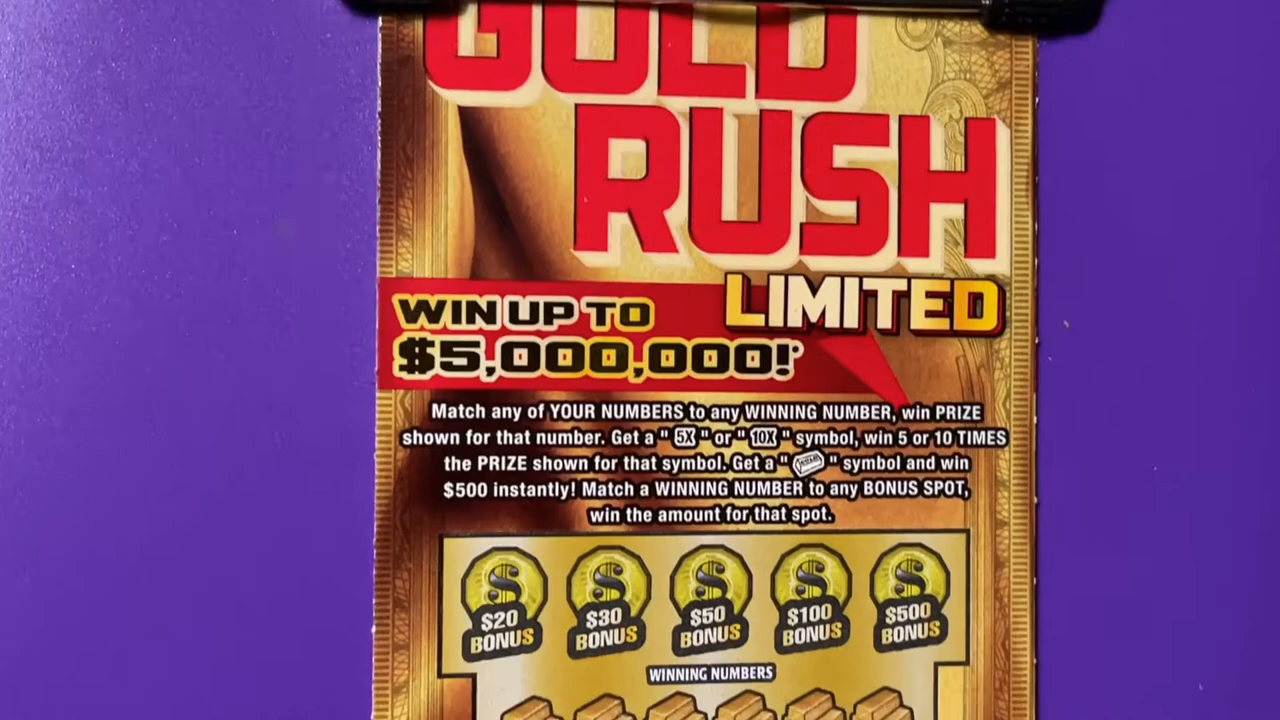 GOLD
RUSH
LIMITED
WIN UP TO
$5,000,000!*
Match any of YOUR NUMBERS to any WINNING NUMBER, win PRIZE
shown for that number. Get a " 5X " or " 10X " symbol, win 5 or 10 TIMES
the PRIZE shown for that symbol. Get a " " symbol and win
$500 instantly! Match a WINNING NUMBER to any BONUS SPOT,
win the amount for that spot.
$20 $30 $50 $100 $500
BONUS BONUS BONUS BONUS BONUS
WINNING NUMBERS